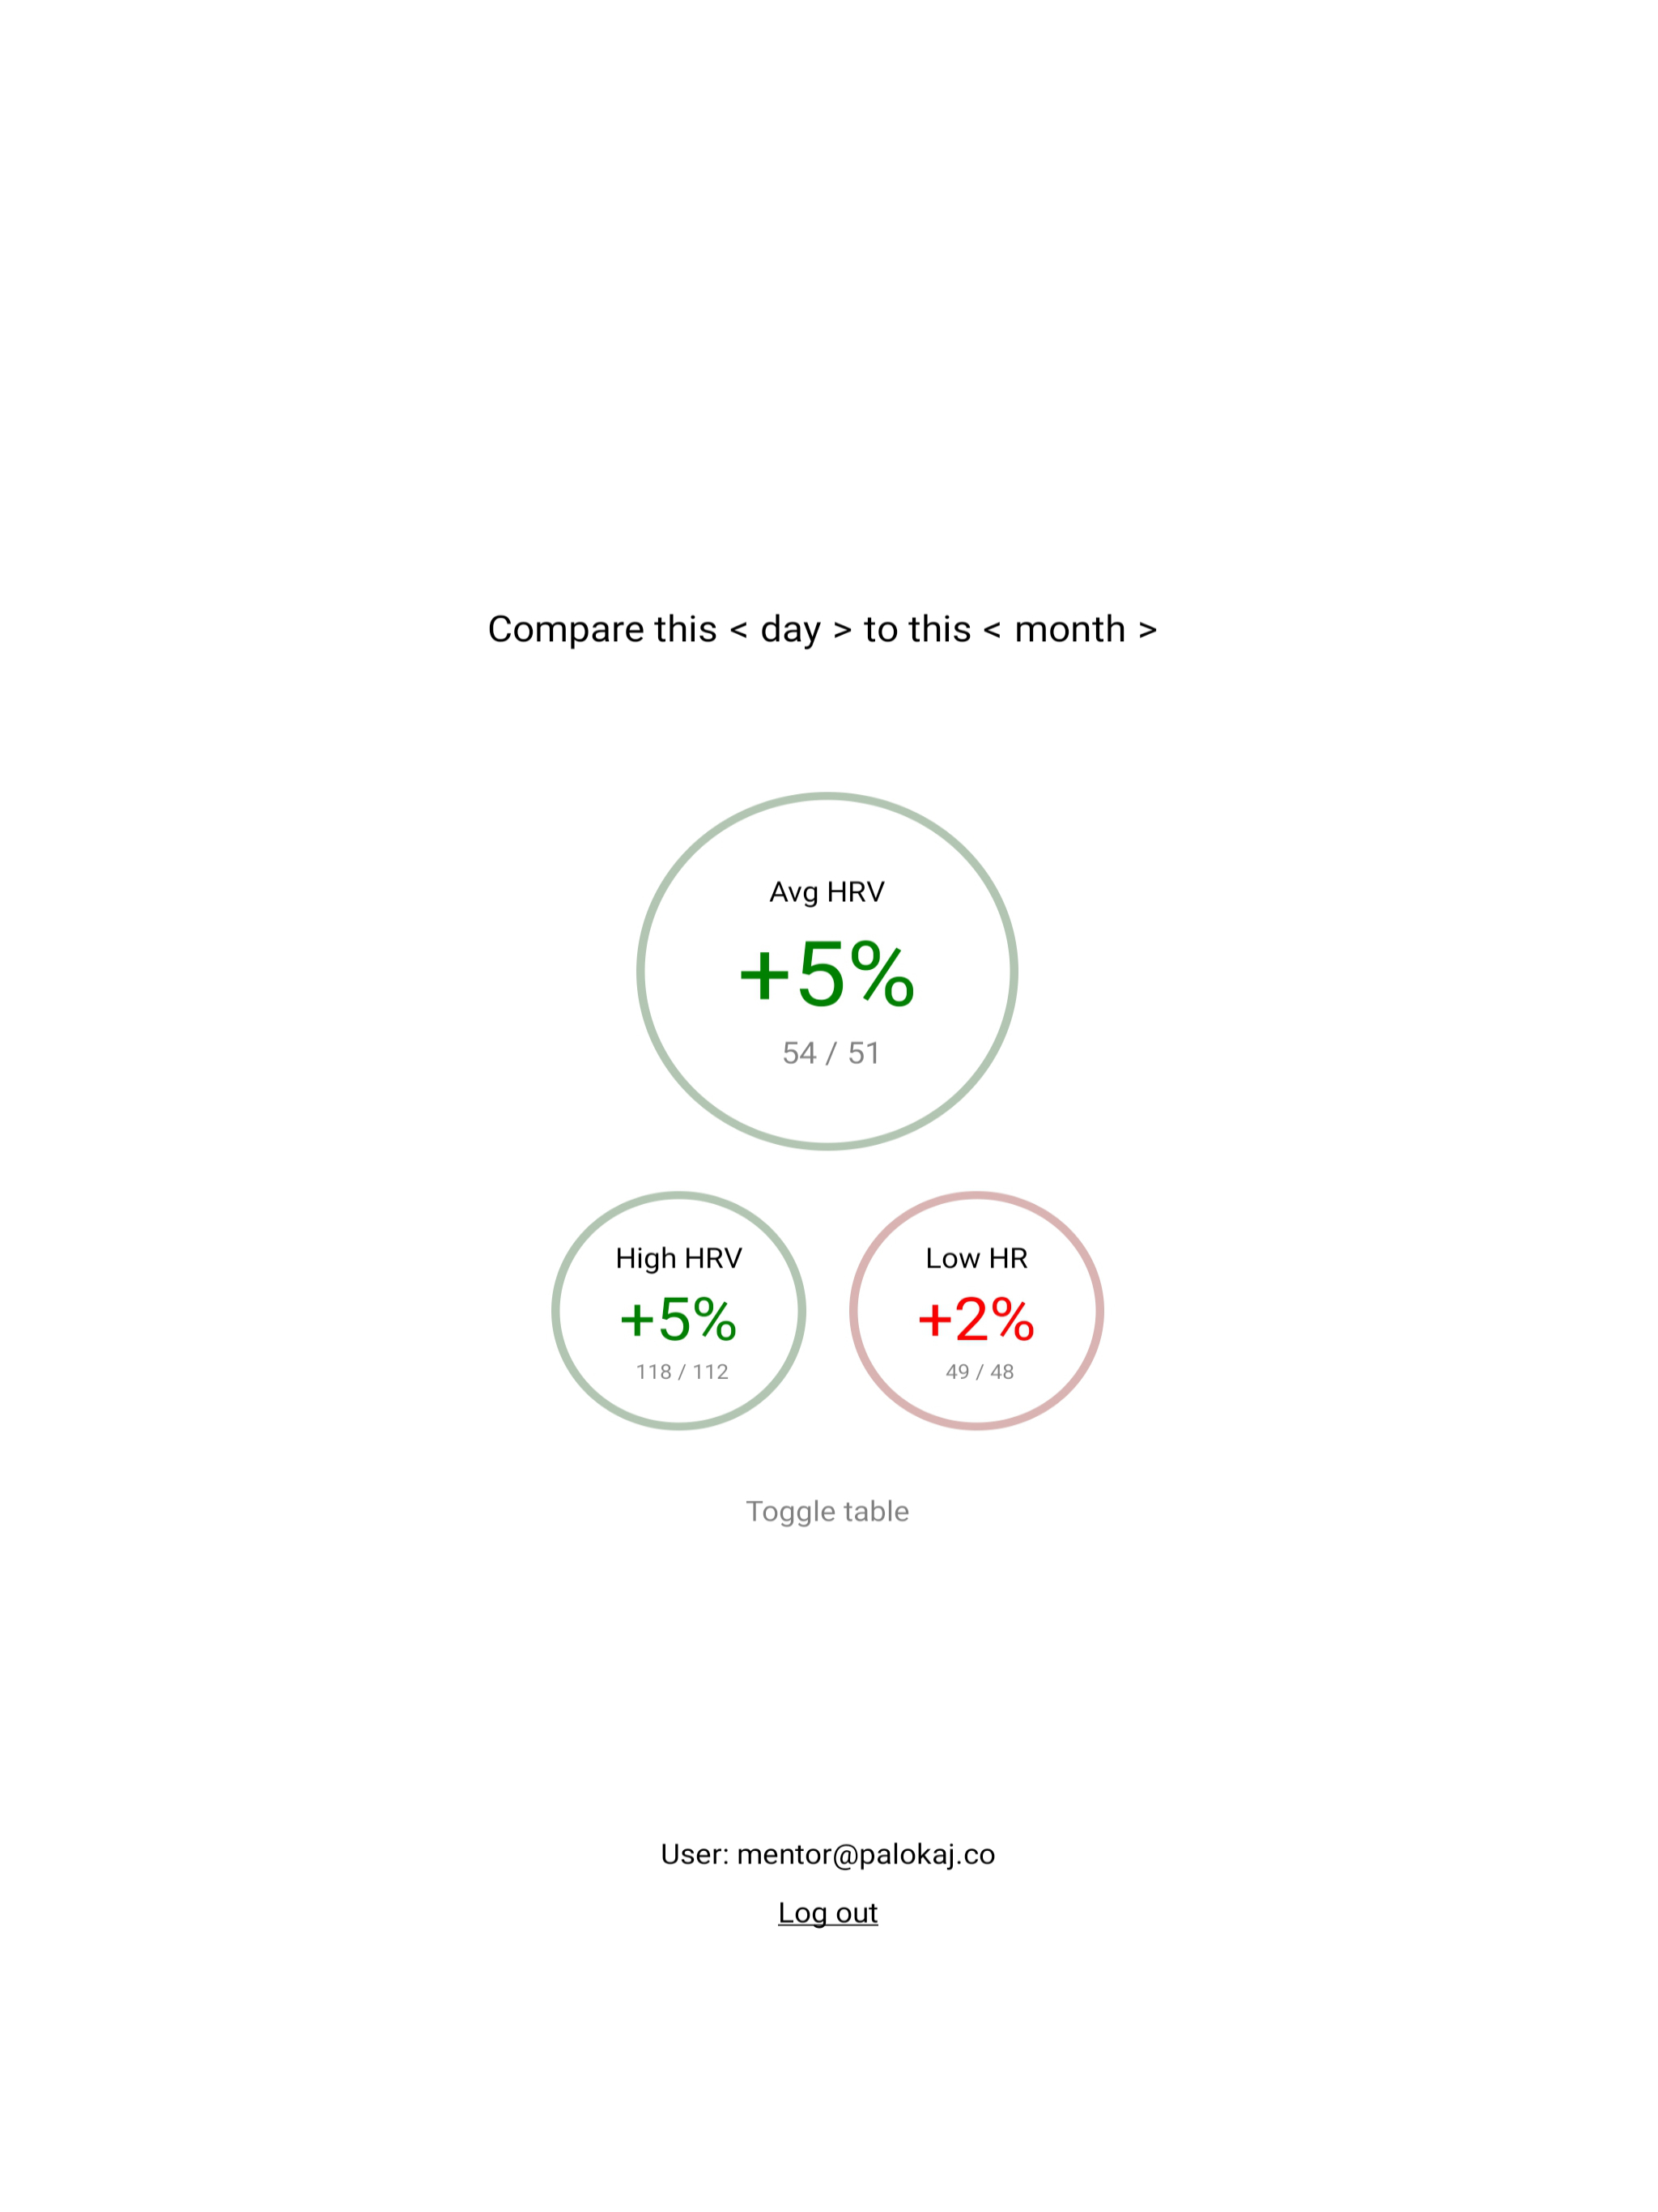 Compare this < day > to this < month >
Avg HRV
+5%
54 / 51
High HRV
+5%
118 / 112
Low HR
+2%
49 / 48
Toggle table
User: mentor@palokaj.co
Log out